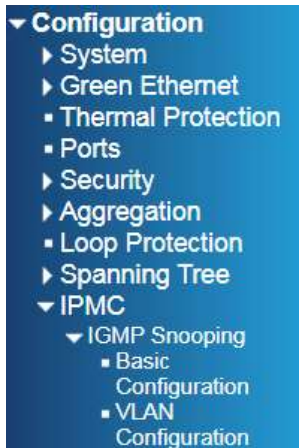 Configuration
System
Green Ethernet
Thermal Protection
Ports
Security
Aggregation
Loop Protection
Spanning Tree
IPMC
IGMP Snooping
Basic
Configuration
VLAN
Configuration